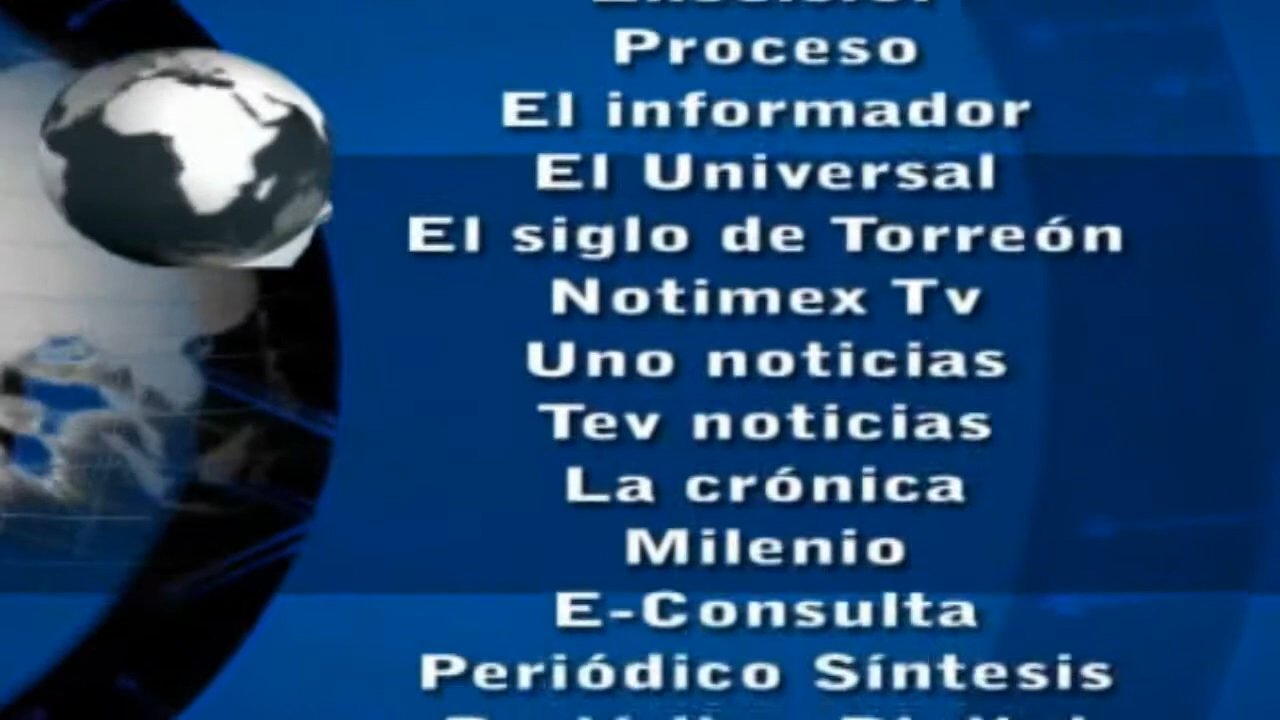 Proceso
El informador
El Universal
El siglo de Torreón
Notimex Tv
Uno noticias
Tev noticias
La crónica
Milenio
E-Consulta
Periódico Síntesis